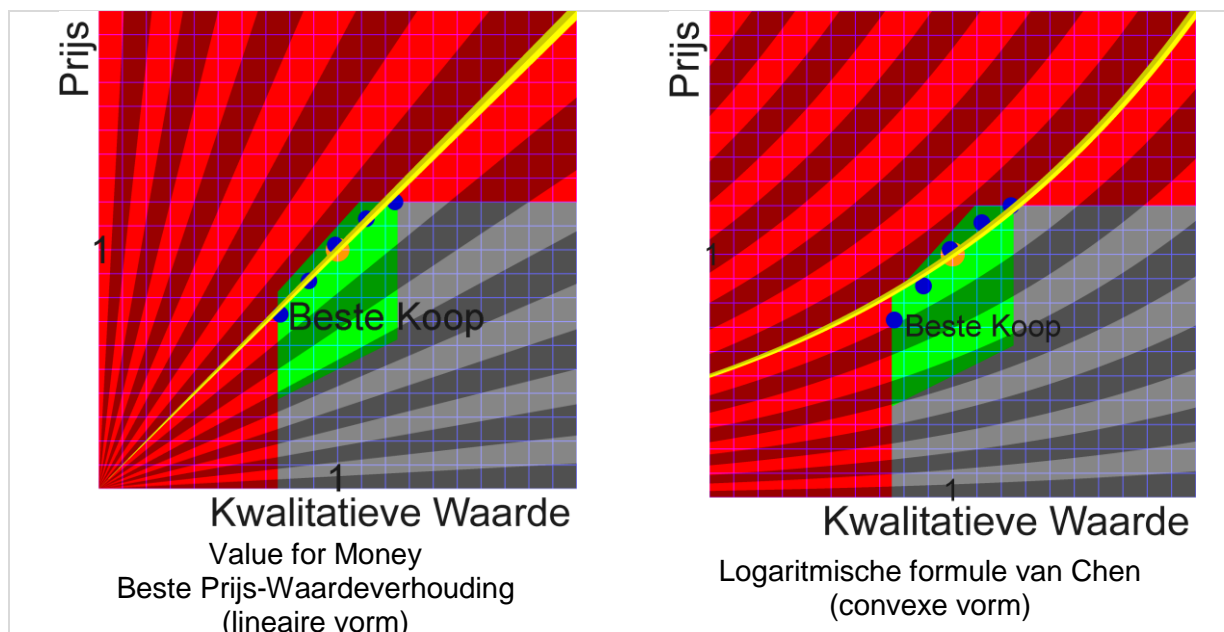 Prijs
1
Beste Koop
1
Kwalitatieve Waarde
Value for Money
Beste Prijs-Waardeverhouding
(lineaire vorm)
Prijs
1
Beste Koop
1
Kwalitatieve Waarde
Logaritmische formule van Chen
(convexe vorm)